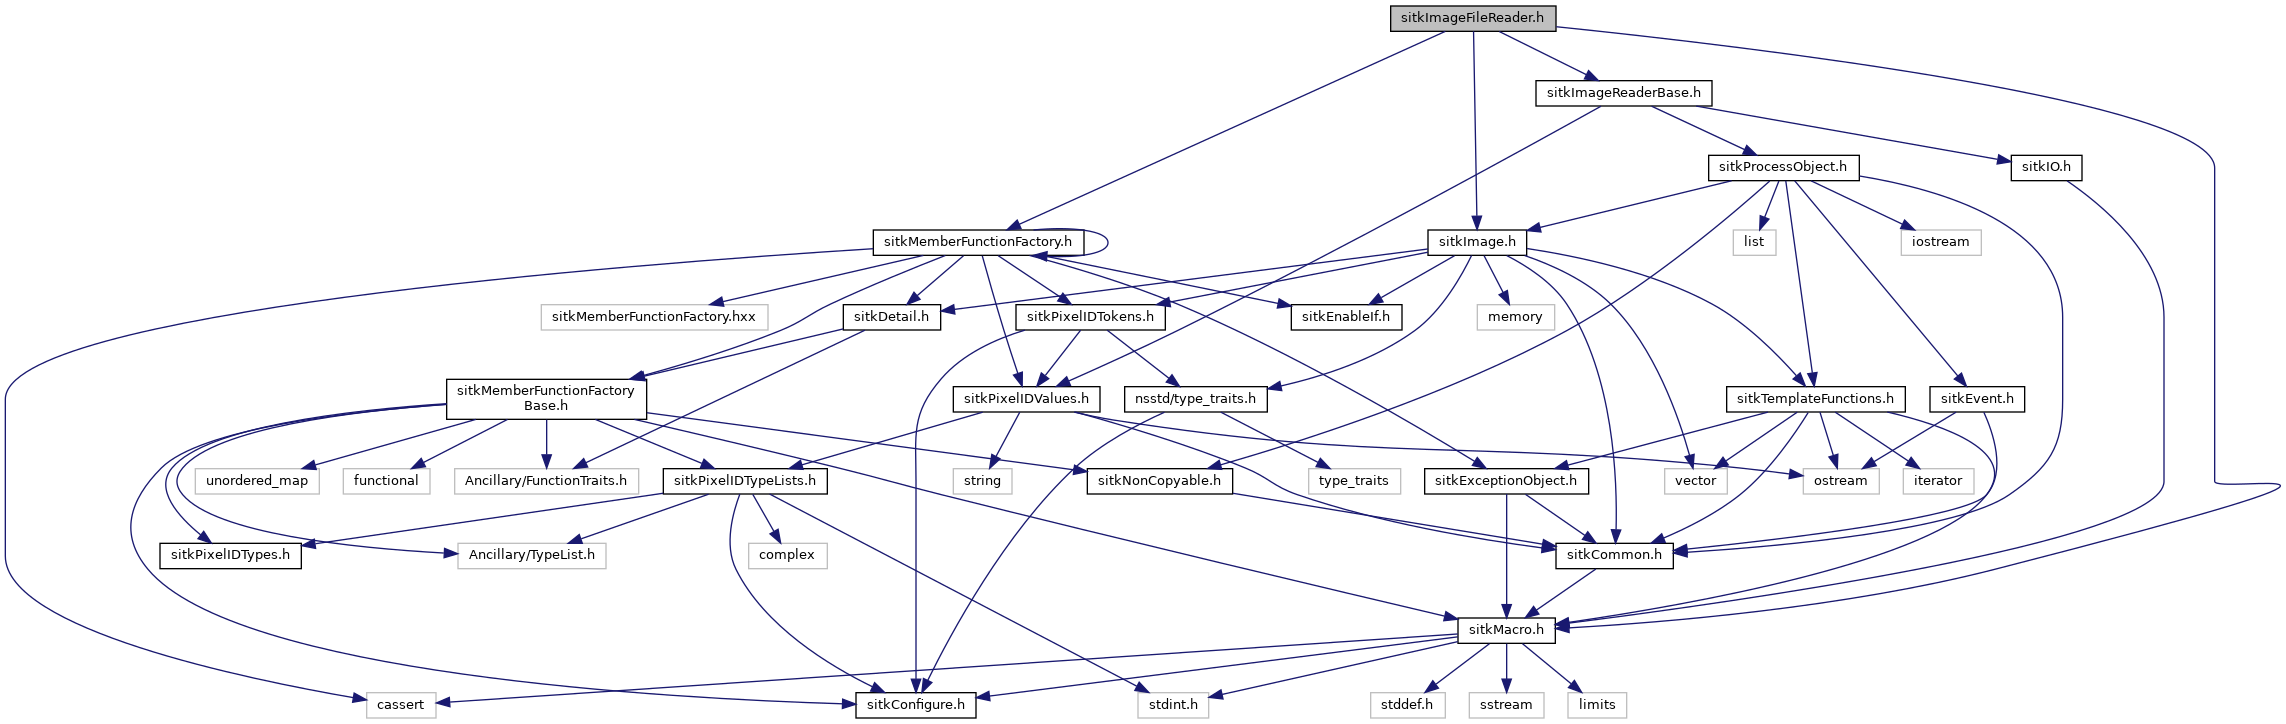 sitkImageFileReader.h
sitkImageReaderBase.h
sitkProcessObject.h
sitkIO.h
sitkMemberFunctionFactory.h
sitkImage.h
list
iostream
sitkMemberFunctionFactory.hxx
sitkDetail.h
sitkPixelIDTokens.h
sitkEnableIf.h
memory
sitkMemberFunctionFactory
Base.h
sitkPixelIDValues.h
nsstd/type_traits.h
sitkTemplateFunctions.h
sitkEvent.h
unordered_map
functional
Ancillary/FunctionTraits.h
sitkPixelIDTypeLists.h
string
sitkNonCopyable.h
type_traits
sitkExceptionObject.h
vector
ostream
iterator
sitkPixelIDTypes.h
Ancillary/TypeList.h
complex
sitkCommon.h
sitkMacro.h
cassert
sitkConfigure.h
stdint.h
stddef.h
sstream
limits